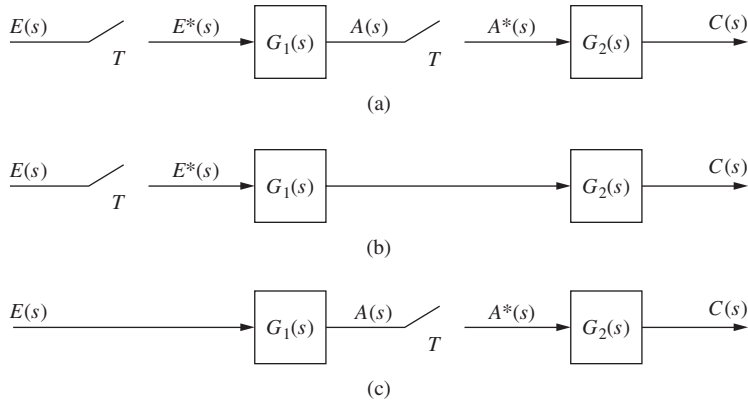 E(s) E*(s) G₁(s) A(s) A*(s) G₂(s) C(s)
T T
(a)
E(s) E*(s) G₁(s) G₂(s) C(s)
T
(b)
E(s) G₁(s) A(s) A*(s) G₂(s) C(s)
T
(c)